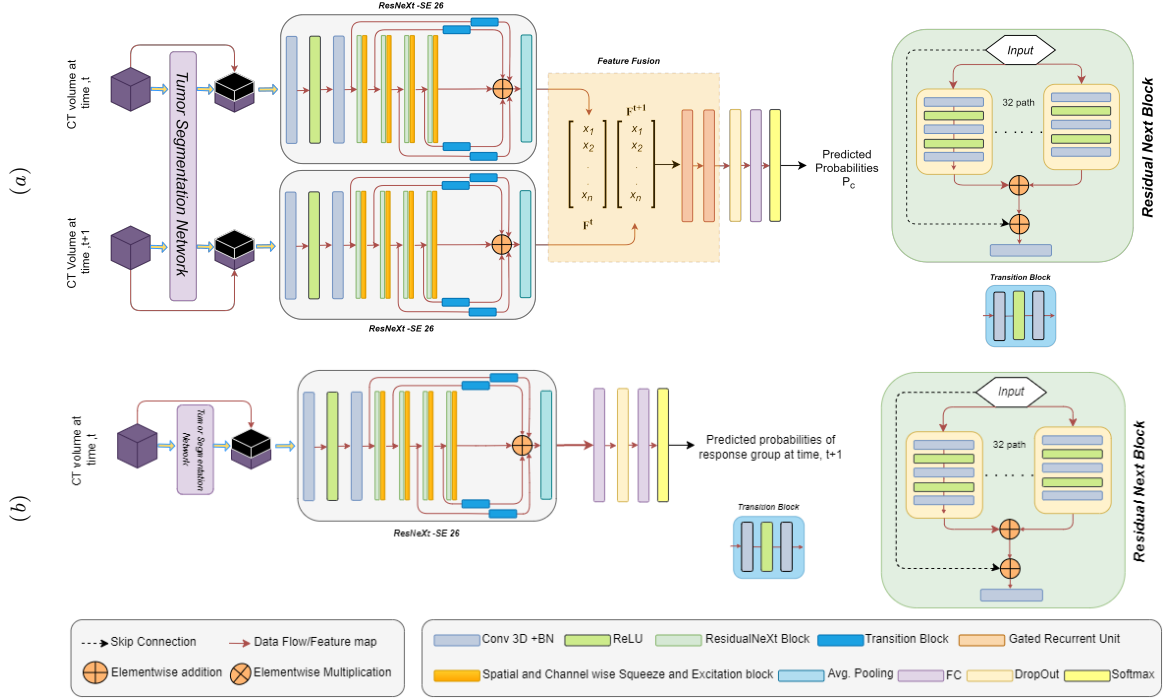 ResNeXt-SE 26
CT volume at
time ,t
Tumor Segmentation Network
CT Volume at
time ,t+1
(a)
Feature Fusion
F^t+1
x1 x1
x2 x2
. .
. .
xn xn
F^t
ResNeXt -SE 26
Predicted
Probabilities
Pc
Input
32 path
. . . . . . .
Residual Next Block
Transition Block
CT volume at
time ,t
Tumor Segmentation
Network
(b)
ResNeXt -SE 26
Predicted probabilities of
response group at time, t+1
Transition Block
Input
32 path
. . . . . . .
Residual Next Block
Skip Connection
Data Flow/Feature map
Elementwise addition
Elementwise Multiplication
Conv 3D +BN
ReLU
ResidualNeXt Block
Transition Block
Gated Recurrent Unit
Spatial and Channel wise Squeeze and Excitation block
Avg. Pooling
FC
DropOut
Softmax